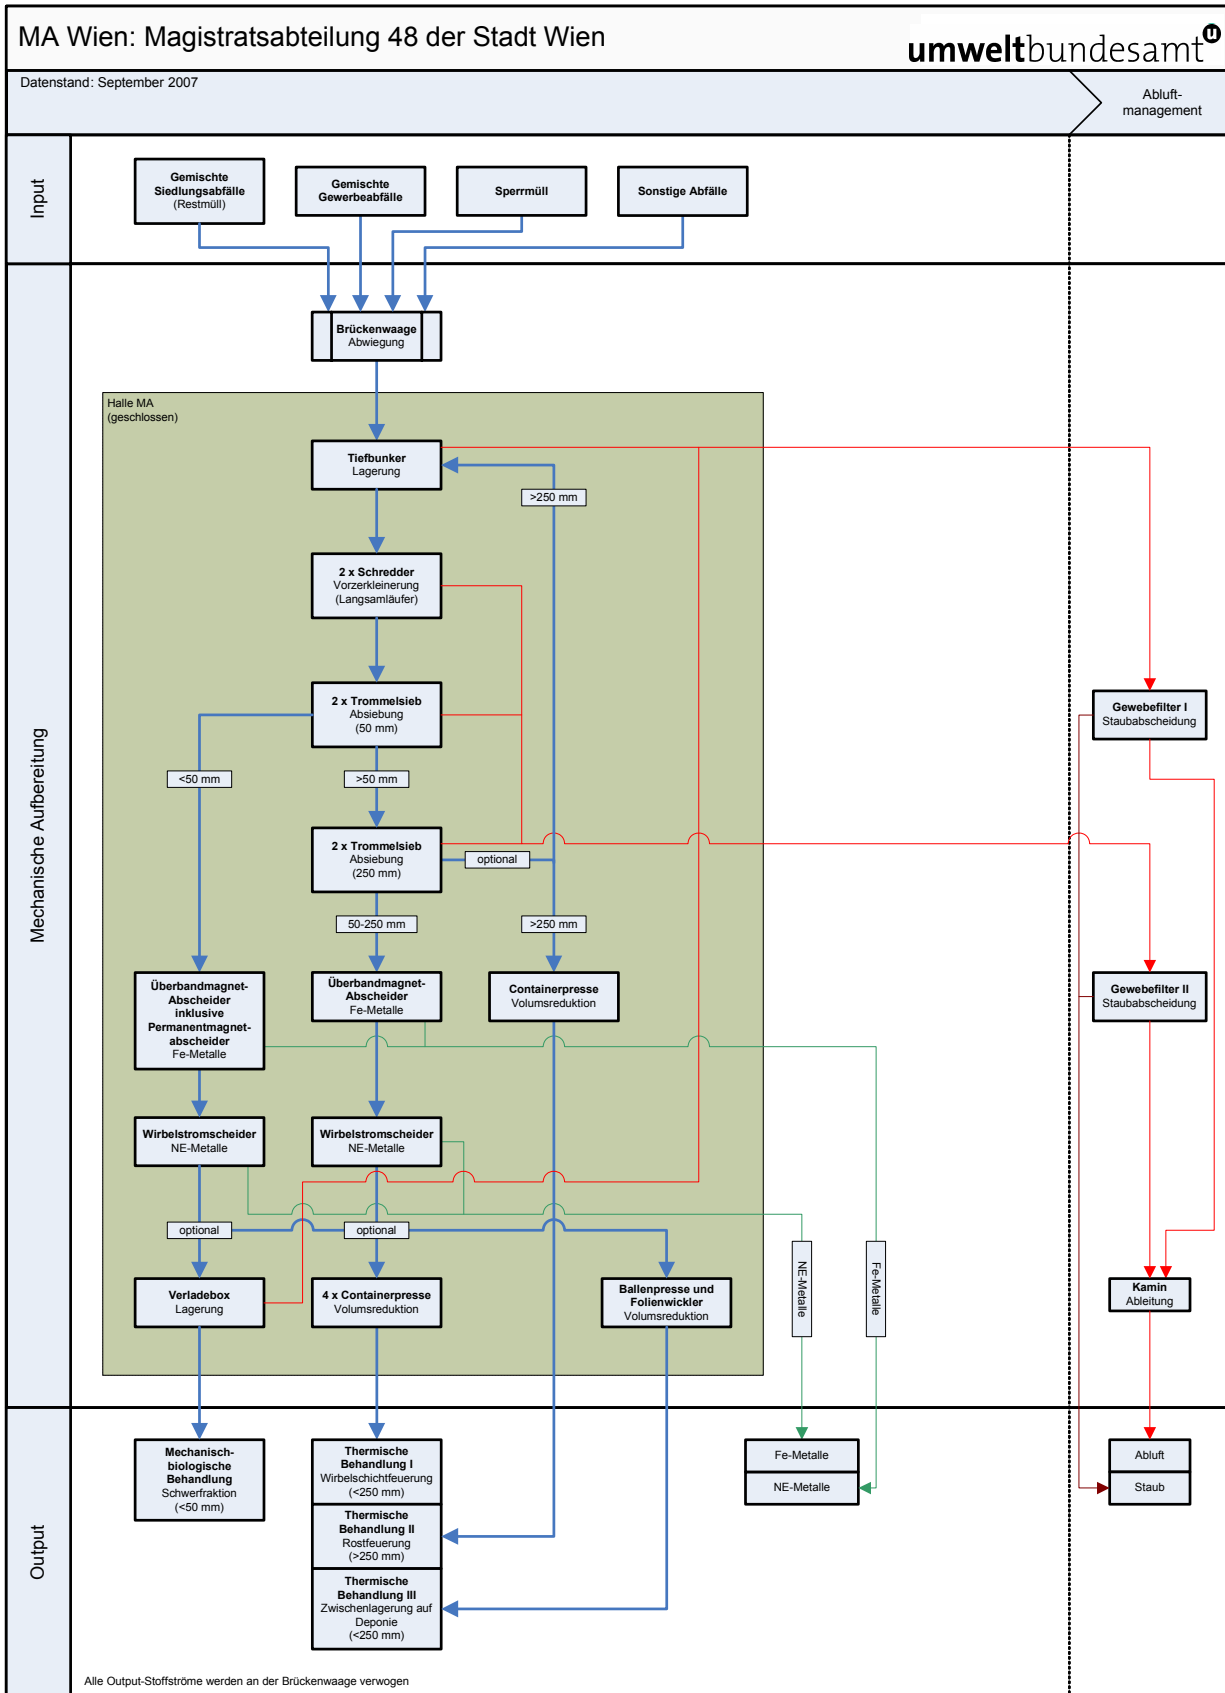 MA Wien: Magistratsabteilung 48 der Stadt Wien
umweltbundesamt
Datenstand: September 2007
Abluft-
management
Input
Gemischte
Siedlungsabfälle
(Restmüll)
Gemischte
Gewerbeabfälle
Sperrmüll
Sonstige Abfälle
Mechanische Aufbereitung
Brückenwaage
Abwiegung
Halle MA
(geschlossen)
Tiefbunker
Lagerung
>250 mm
2 x Schredder
Vorzerkleinerung
(Langsamläufer)
2 x Trommelsieb
Absiebung
(50 mm)
Gewebefilter I
Staubabscheidung
<50 mm
>50 mm
2 x Trommelsieb
Absiebung
(250 mm)
optional
50-250 mm
>250 mm
Überbandmagnet-
Abscheider
inklusive
Permanentmagnet-
abscheider
Fe-Metalle
Überbandmagnet-
Abscheider
Fe-Metalle
Containerpresse
Volumsreduktion
Gewebefilter II
Staubabscheidung
Wirbelstromscheider
NE-Metalle
Wirbelstromscheider
NE-Metalle
optional
optional
NE-Metalle
Fe-Metalle
Verladebox
Lagerung
4 x Containerpresse
Volumsreduktion
Ballenpresse und
Folienwickler
Volumsreduktion
Kamin
Ableitung
Output
Mechanisch-
biologische
Behandlung
Schwerfraktion
(<50 mm)
Thermische
Behandlung I
Wirbelschichtfeuerung
(<250 mm)
Thermische
Behandlung II
Rostfeuerung
(>250 mm)
Thermische
Behandlung III
Zwischenlagerung auf
Deponie
(<250 mm)
Fe-Metalle
NE-Metalle
Abluft
Staub
Alle Output-Stoffströme werden an der Brückenwaage verwogen